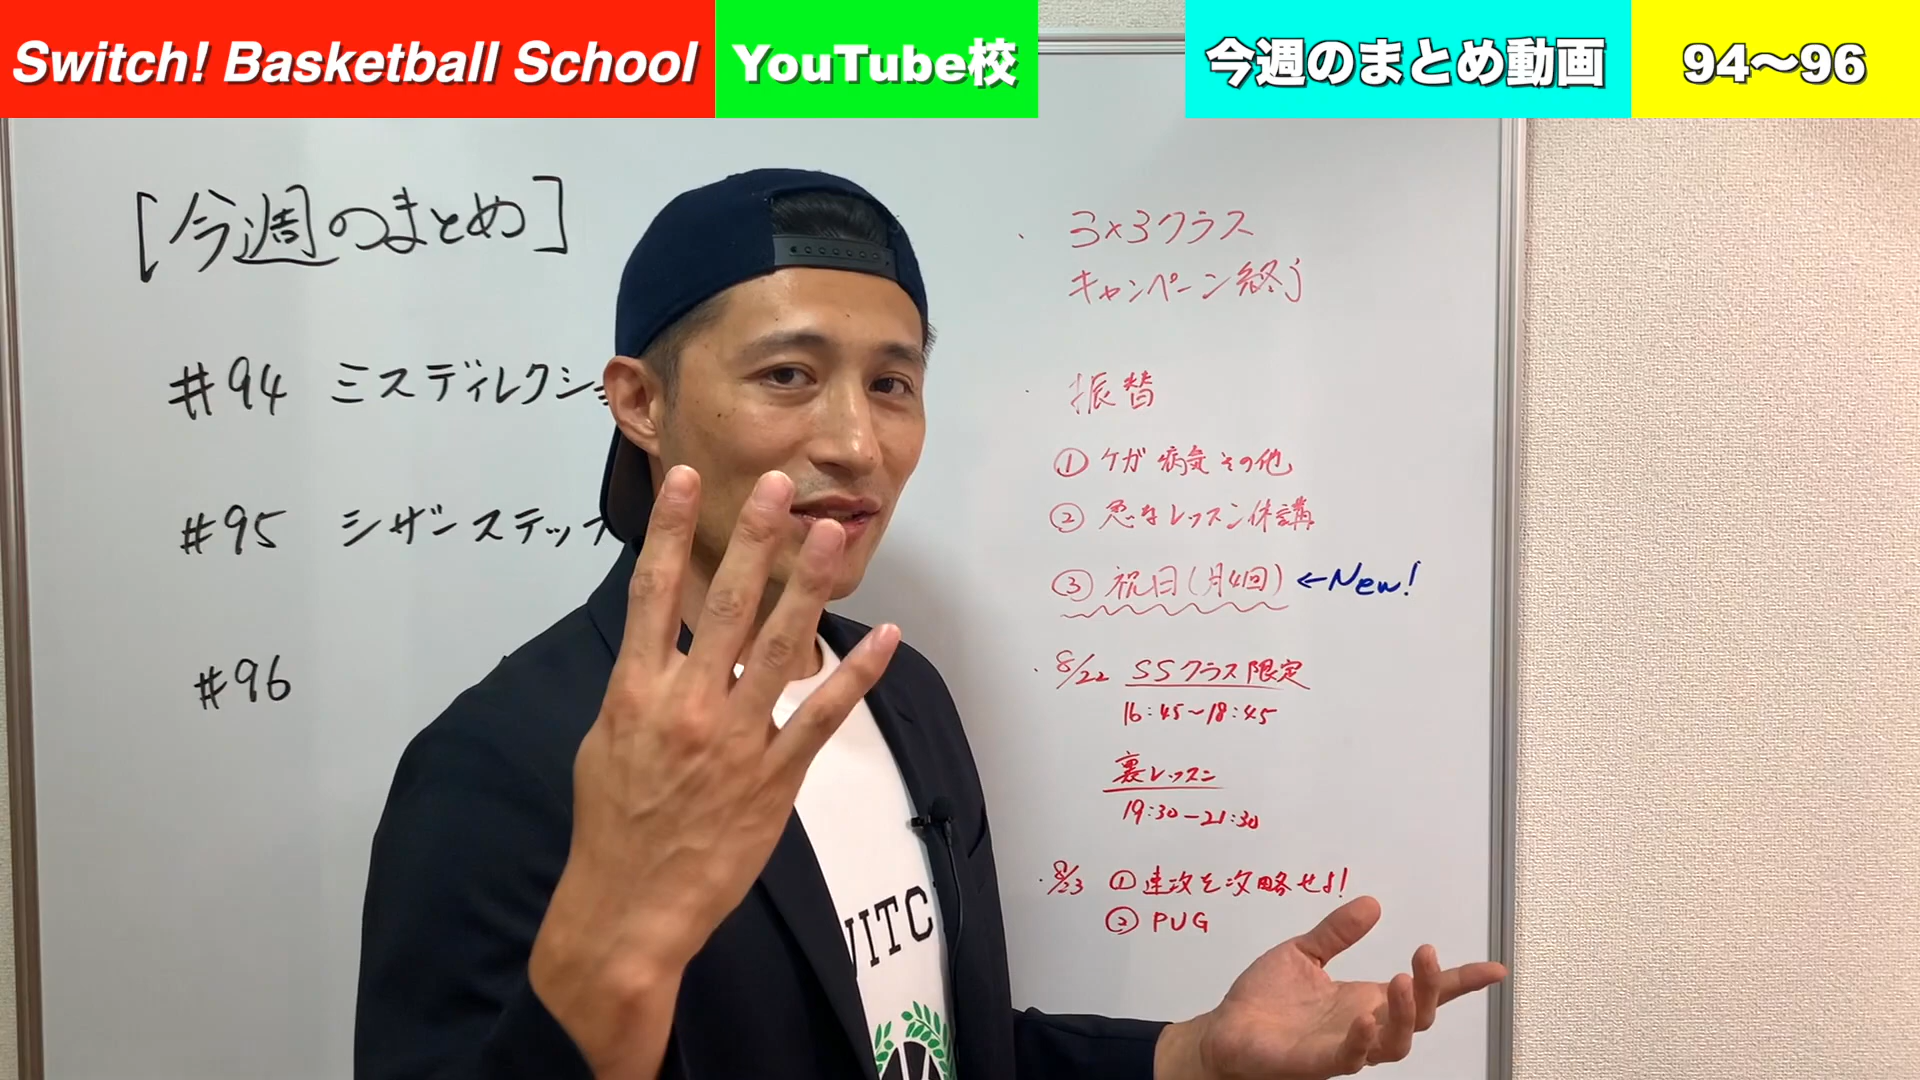 Switch! Basketball School
YouTube校
今週のまとめ動画
94〜96
[今週のまとめ]
#94 ミスディレクショ
#95 シザーステップ
#96
・ 3×3クラス
キャンペーン終了
・ 振替
① ケガ 病気 その他
② 急なレッスン休講
③ 祝日(月4回) ←New!
・8/22 SSクラス限定
16:45〜18:45
裏レッスン
19:30-21:30
・8/23 ①速攻を攻略せよ!
② PUG
WITC